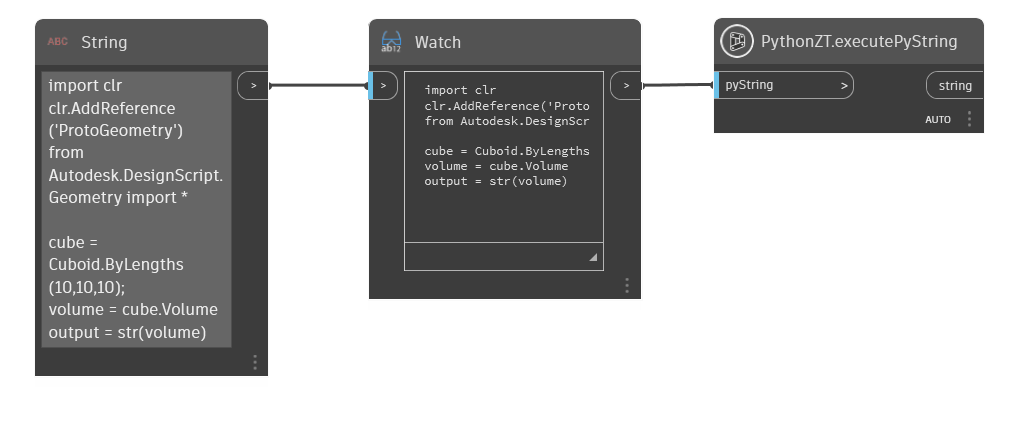 ABC String
import clr
clr.AddReference
('ProtoGeometry')
from
Autodesk.DesignScript.
Geometry import *
cube =
Cuboid.ByLengths
(10,10,10);
volume = cube.Volume
output = str(volume)
>
ab12 Watch
>
import clr
clr.AddReference('Proto
from Autodesk.DesignScr
cube = Cuboid.ByLengths
volume = cube.Volume
output = str(volume)
>
PythonZT.executePyString
pyString >
string
AUTO